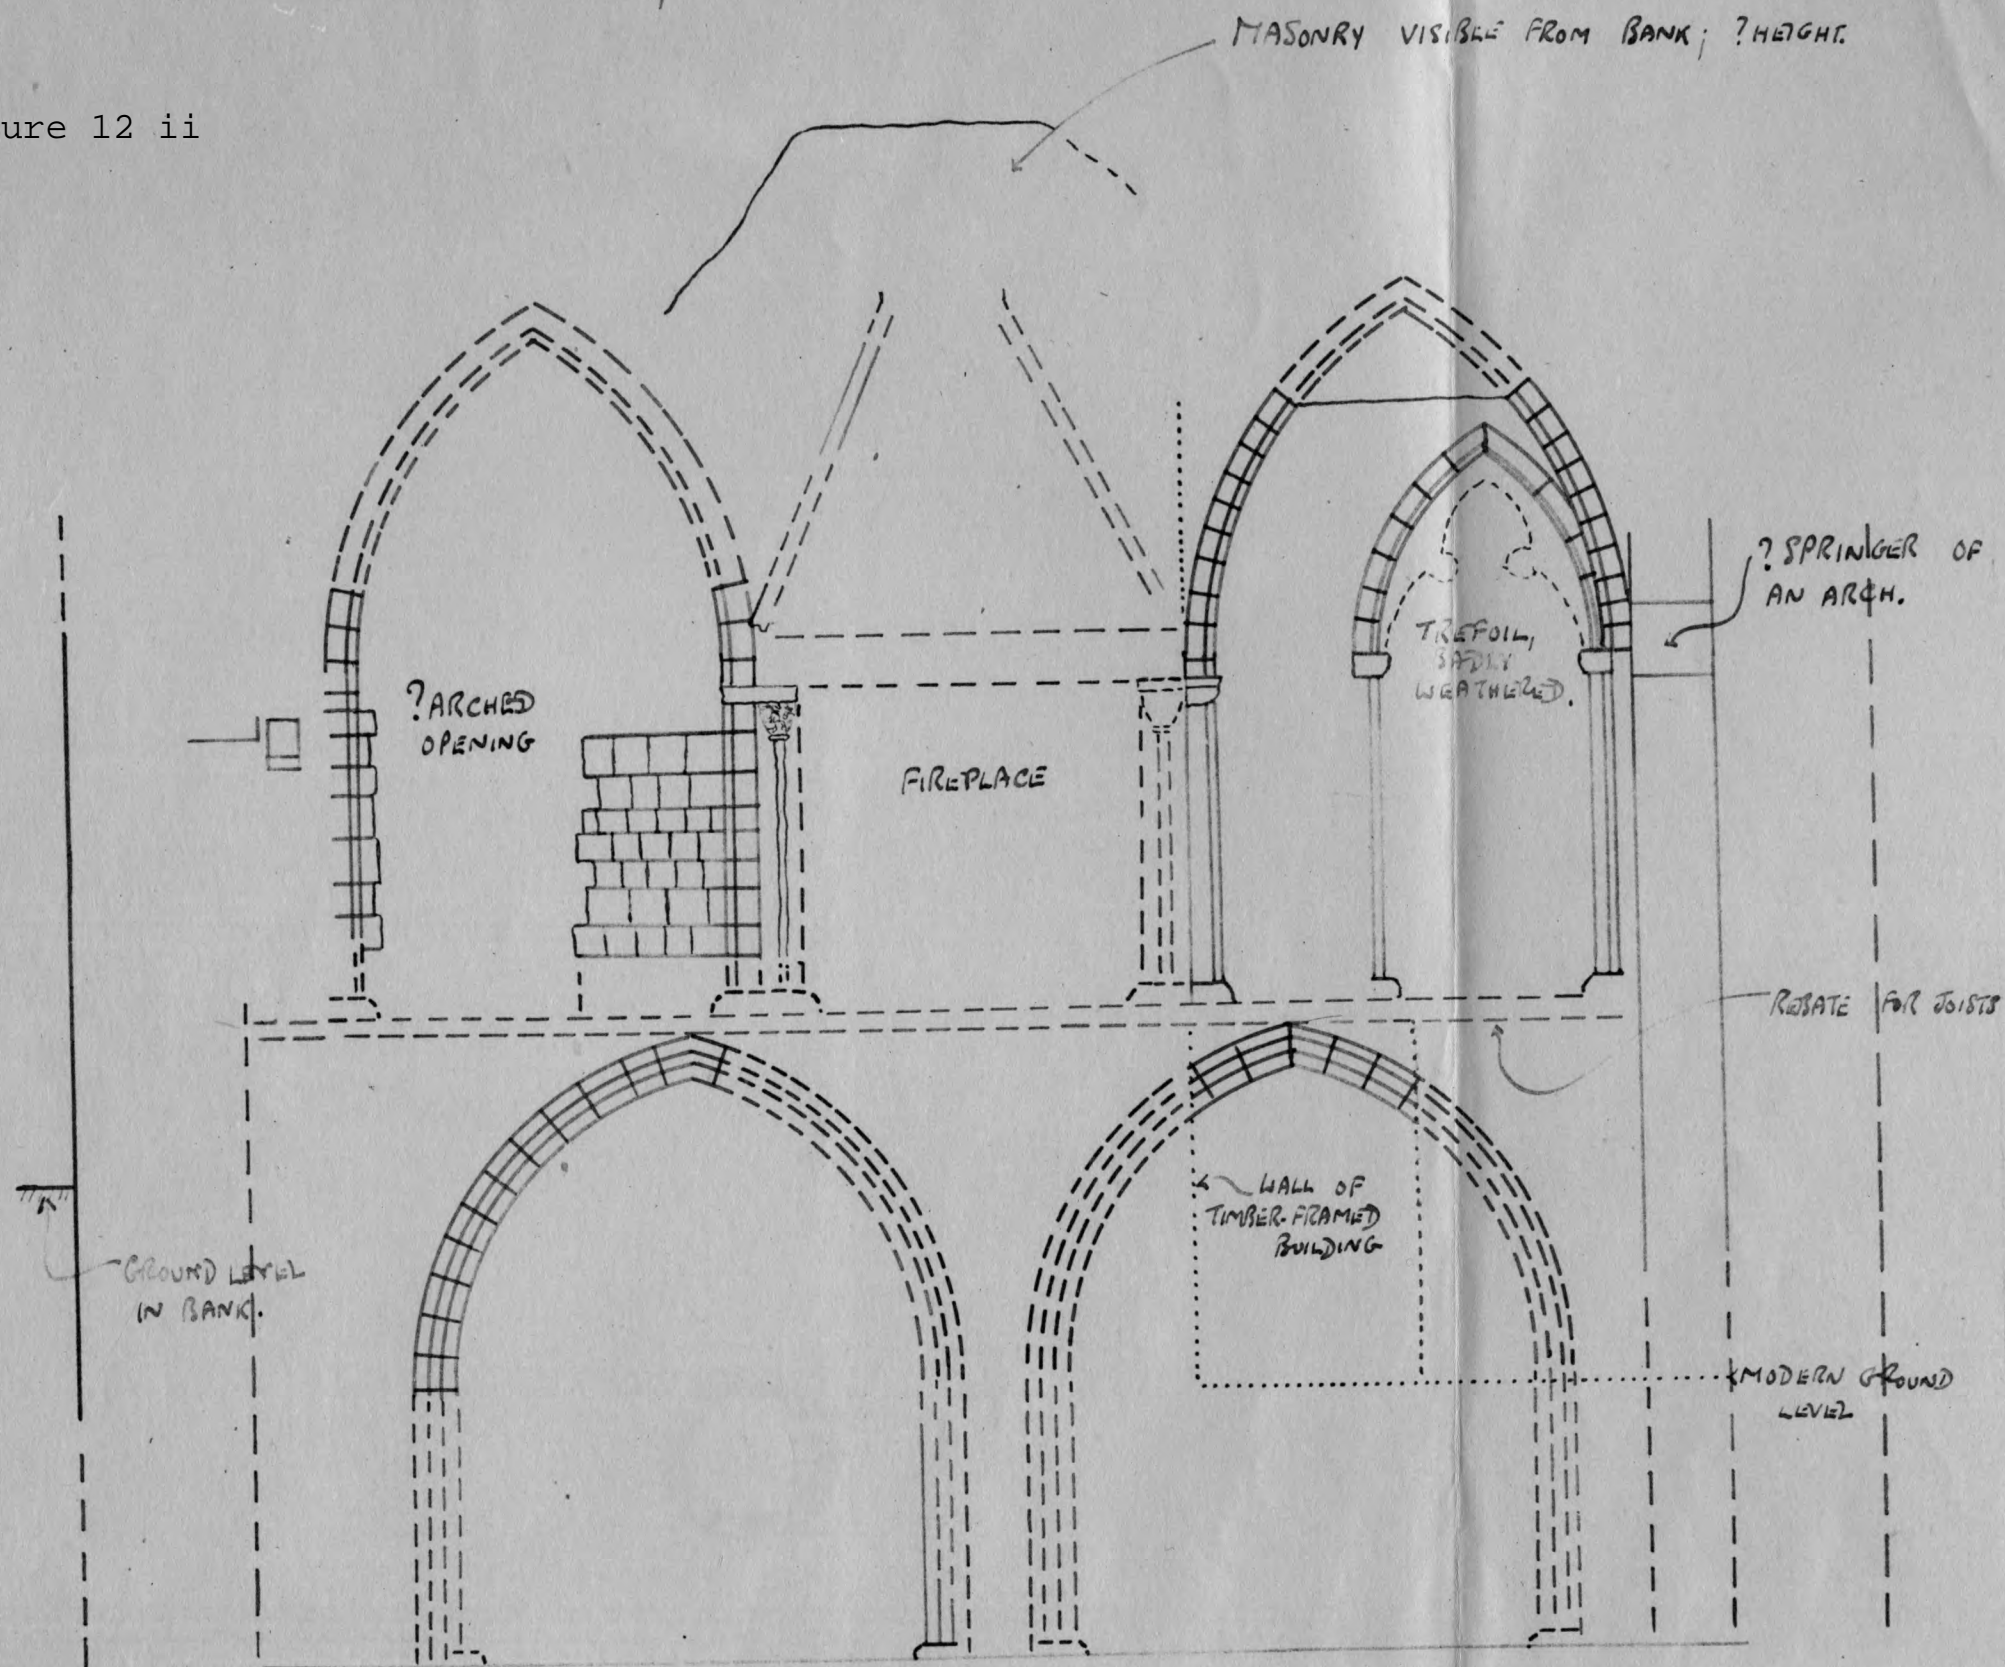 MASONRY VISIBLE FROM BANK; ?HEIGHT.
ure 12 ii
? SPRINGER OF
AN ARCH.
TREFOIL,
BADLY
WEATHERED.
?ARCHED
OPENING
FIREPLACE
REBATE FOR JOISTS
WALL OF
TIMBER-FRAMED
BUILDING
GROUND LEVEL
IN BANK.
MODERN GROUND
LEVEL